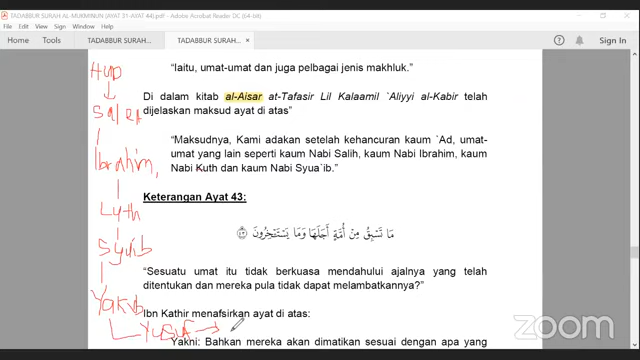 TADABBUR SURAH AL-MUKMINUN (AYAT 31-AYAT 44).pdf - Adobe Acrobat Reader DC (64-bit)
File Edit View Sign Window Help
Home Tools TADABBUR SURAH... TADABBUR SURAH... × Sign In
"Iaitu, umat-umat dan juga pelbagai jenis makhluk."
Di dalam kitab al-Aisar at-Tafasir Lil Kalaamil `Aliyyi al-Kabir telah
dijelaskan maksud ayat di atas"
"Maksudnya, Kami adakan setelah kehancuran kaum `Ad, umat-
umat yang lain seperti kaum Nabi Salih, kaum Nabi Ibrahim, kaum
Nabi Kuth dan kaum Nabi Syua`ib."
Keterangan Ayat 43:
مَا تَسْبِقُ مِنْ أُمَّةٍ أَجَلَهَا وَمَا يَسْتَـْٔخِرُونَ ٤٣
"Sesuatu umat itu tidak berkuasa mendahului ajalnya yang telah
ditentukan dan mereka pula tidak dapat melambatkannya?"
Ibn Kathir menafsirkan ayat di atas:
Yakni: Bahkan mereka akan dimatikan sesuai dengan apa yang
HUD
Saleh
Ibrahim,
Luth
Syuib
Yakub
Yusuf
zoom